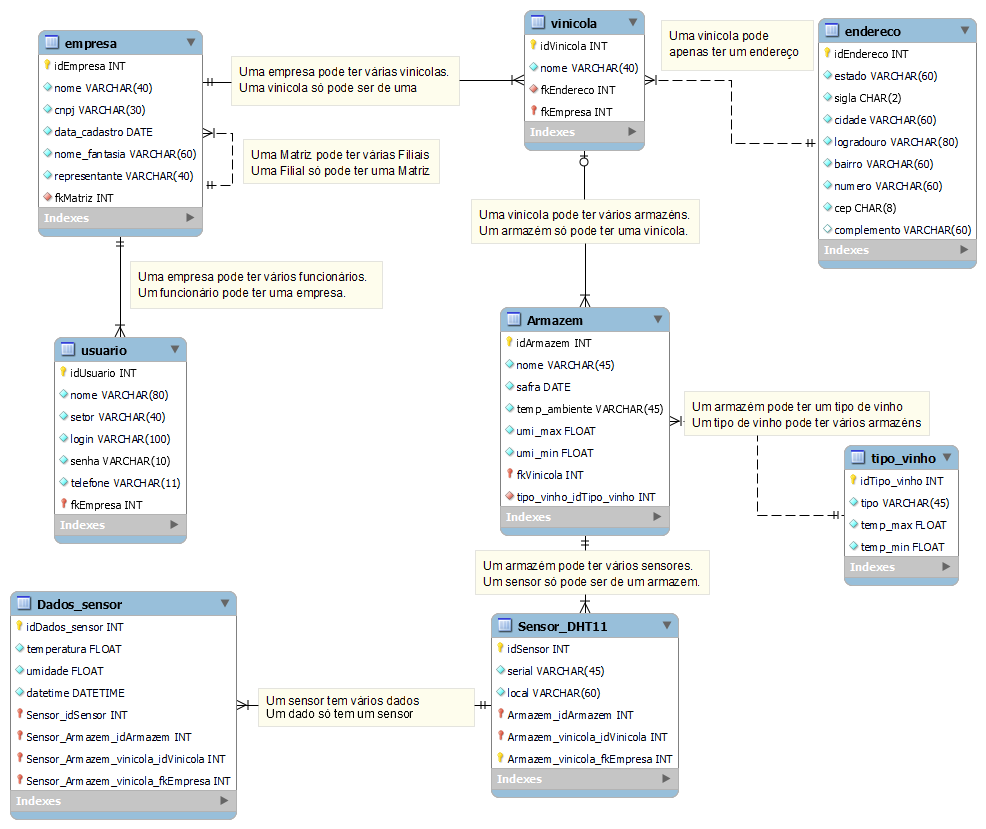 empresa
idEmpresa INT
nome VARCHAR(40)
cnpj VARCHAR(30)
data_cadastro DATE
nome_fantasia VARCHAR(60)
representante VARCHAR(40)
fkMatriz INT
Indexes
Uma empresa pode ter várias vinicolas.
Uma vinicola só pode ser de uma
Uma Matriz pode ter várias Filiais
Uma Filial só pode ter uma Matriz
vinicola
idVinicola INT
nome VARCHAR(40)
fkEndereco INT
fkEmpresa INT
Indexes
Uma vinicola pode
apenas ter um endereço
endereco
idEndereco INT
estado VARCHAR(60)
sigla CHAR(2)
cidade VARCHAR(60)
logradouro VARCHAR(80)
bairro VARCHAR(60)
numero VARCHAR(60)
cep CHAR(8)
complemento VARCHAR(60)
Indexes
Uma vinícola pode ter vários armazéns.
Um armazém só pode ter uma vinícola.
Uma empresa pode ter vários funcionários.
Um funcionário pode ter uma empresa.
usuario
idUsuario INT
nome VARCHAR(80)
setor VARCHAR(40)
login VARCHAR(100)
senha VARCHAR(10)
telefone VARCHAR(11)
fkEmpresa INT
Indexes
Armazem
idArmazem INT
nome VARCHAR(45)
safra DATE
temp_ambiente VARCHAR(45)
umi_max FLOAT
umi_min FLOAT
fkVinicola INT
tipo_vinho_idTipo_vinho INT
Indexes
Um armazém pode ter um tipo de vinho
Um tipo de vinho pode ter vários armazéns
tipo_vinho
idTipo_vinho INT
tipo VARCHAR(45)
temp_max FLOAT
temp_min FLOAT
Indexes
Um armazém pode ter vários sensores.
Um sensor só pode ser de um armazem.
Dados_sensor
idDados_sensor INT
temperatura FLOAT
umidade FLOAT
datetime DATETIME
Sensor_idSensor INT
Sensor_Armazem_idArmazem INT
Sensor_Armazem_vinicola_idVinicola INT
Sensor_Armazem_vinicola_fkEmpresa INT
Indexes
Um sensor tem vários dados
Um dado só tem um sensor
Sensor_DHT11
idSensor INT
serial VARCHAR(45)
local VARCHAR(60)
Armazem_idArmazem INT
Armazem_vinicola_idVinicola INT
Armazem_vinicola_fkEmpresa INT
Indexes